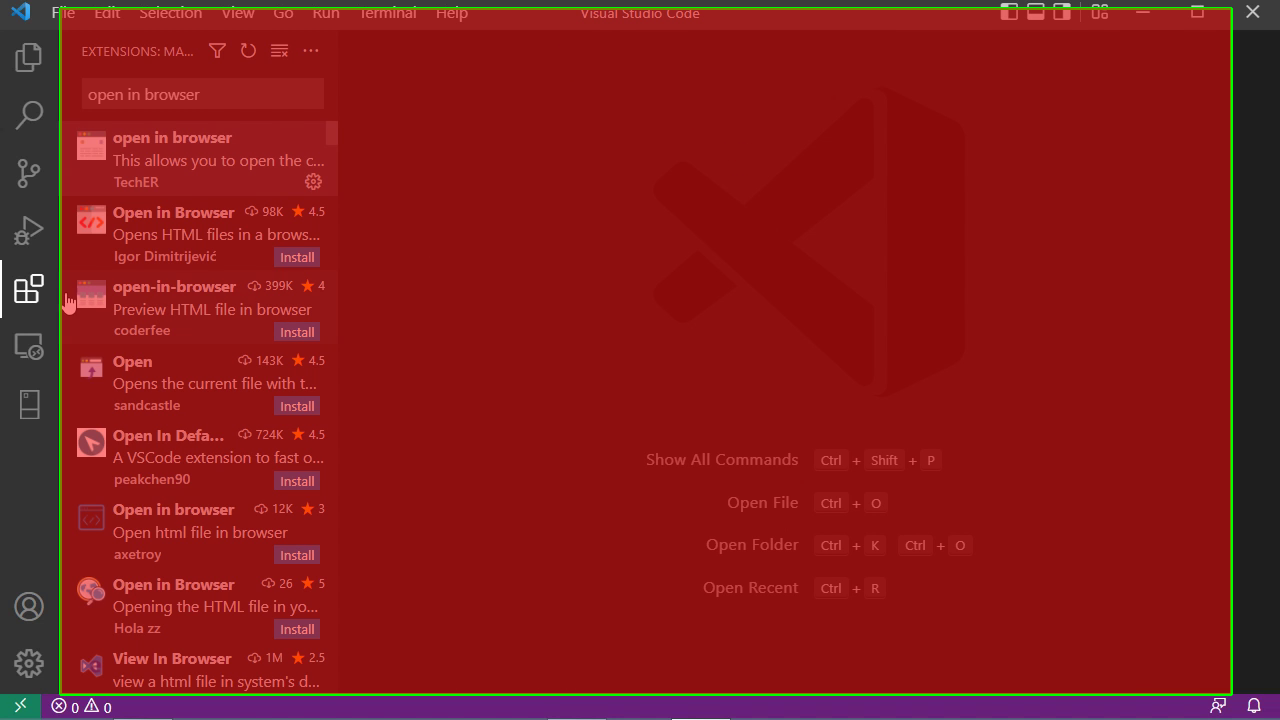 File Edit Selection View Go Run Terminal Help Visual Studio Code
EXTENSIONS: MA...
open in browser
open in browser
This allows you to open the c...
TechER
Open in Browser 98K 4.5
Opens HTML files in a brows...
Igor Dimitrijević Install
open-in-browser 399K 4
Preview HTML file in browser
coderfee Install
Open 143K 4.5
Opens the current file with t...
sandcastle Install
Open In Defa... 724K 4.5
A VSCode extension to fast o...
peakchen90 Install
Open in browser 12K 3
Open html file in browser
axetroy Install
Open in Browser 26 5
Opening the HTML file in yo...
Hola zz Install
View In Browser 1M 2.5
view a html file in system's d...
Show All Commands Ctrl + Shift + P
Open File Ctrl + O
Open Folder Ctrl + K Ctrl + O
Open Recent Ctrl + R
0 0